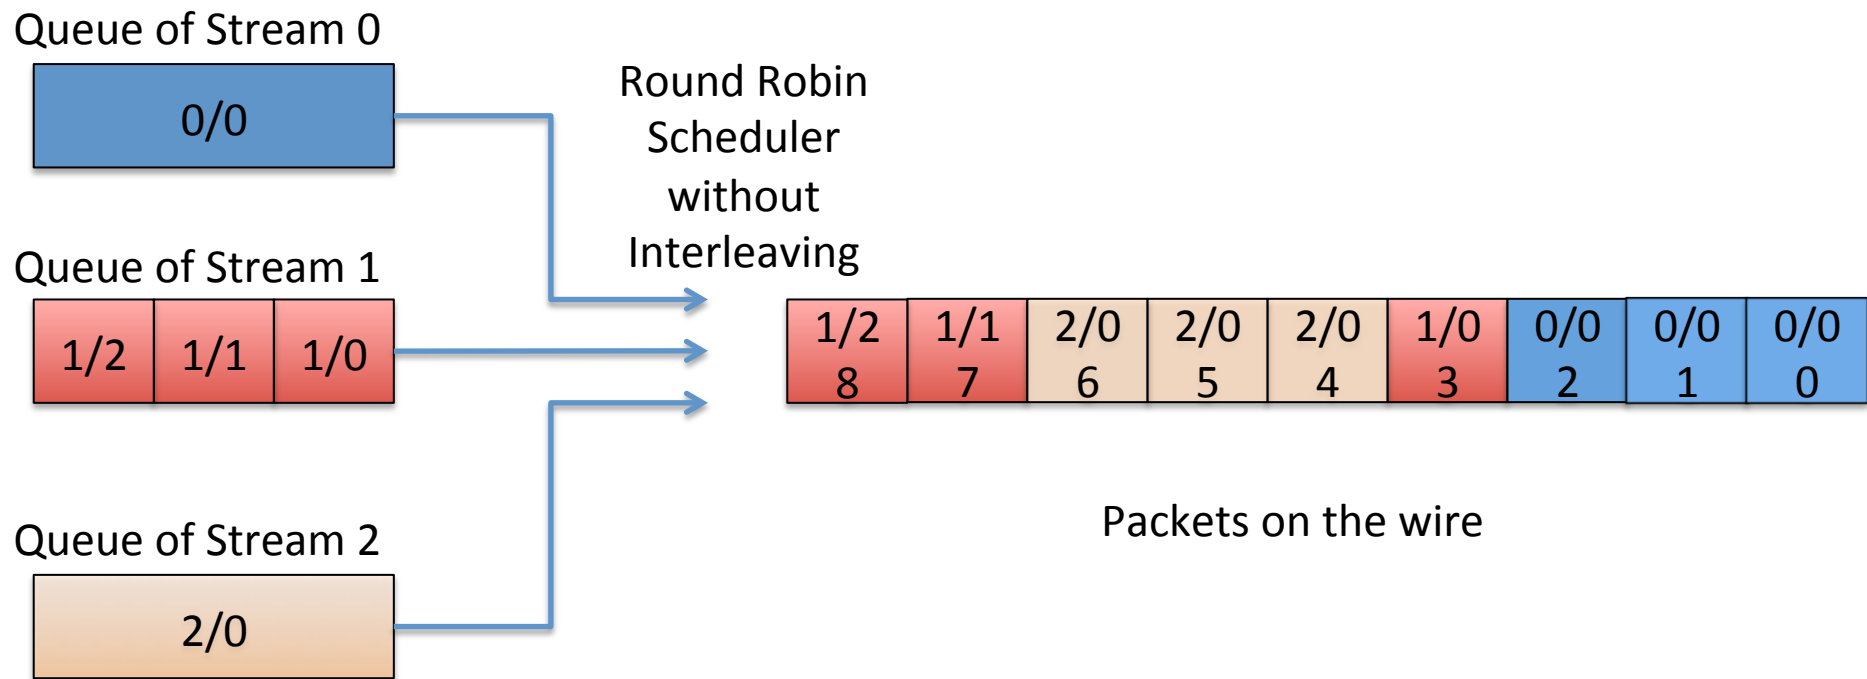 Queue of Stream 0
0/0
Round Robin
Scheduler
without
Interleaving
Queue of Stream 1
1/2 1/1 1/0
1/2 1/1 2/0 2/0 2/0 1/0 0/0 0/0 0/0
8 7 6 5 4 3 2 1 0
Packets on the wire
Queue of Stream 2
2/0